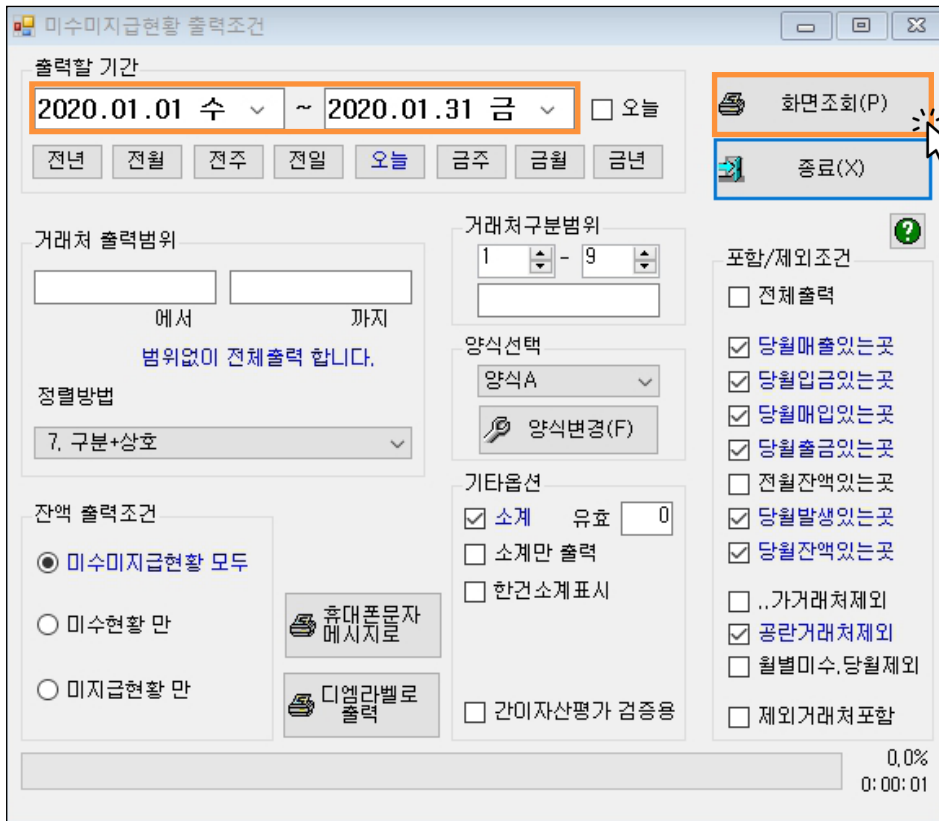 미수미지급현황 출력조건
출력할 기간
2020.01.01 수 ~ 2020.01.31 금 오늘
전년 전월 전주 전일 오늘 금주 금월 금년
화면조회(P)
종료(X)
거래처 출력범위
에서 까지
범위없이 전체출력 합니다.
정렬방법
7. 구분+상호
거래처구분범위
1 - 9
양식선택
양식A
양식변경(F)
포함/제외조건
전체출력
당월매출있는곳
당월입금있는곳
당월매입있는곳
당월출금있는곳
전월잔액있는곳
당월발생있는곳
당월잔액있는곳
..가거래처제외
공란거래처제외
월별미수.당월제외
제외거래처포함
잔액 출력조건
미수미지급현황 모두
미수현황 만
미지급현황 만
휴대폰문자
메시지로
디엠라벨로
출력
기타옵션
소계 유효 0
소계만 출력
한건소계표시
간이자산평가 검증용
0.0%
0:00:01